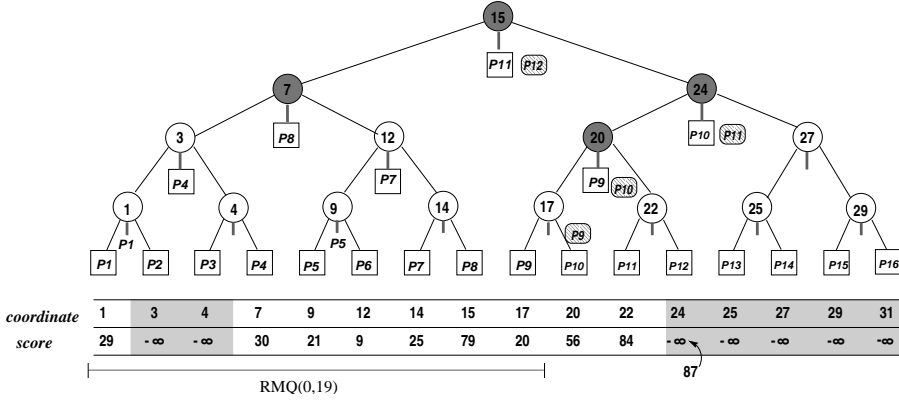 15
P11 P12
7 24
P8 P10 P11
3 12 20 27
P4 P7 P9 P10
1 4 9 14 17 22 25 29
P1 P5 P9
P1 P2 P3 P4 P5 P6 P7 P8 P9 P10 P11 P12 P13 P14 P15 P16
coordinate 1 3 4 7 9 12 14 15 17 20 22 24 25 27 29 31
score 29 -∞ -∞ 30 21 9 25 79 20 56 84 -∞ -∞ -∞ -∞ -∞
87
RMQ(0,19)